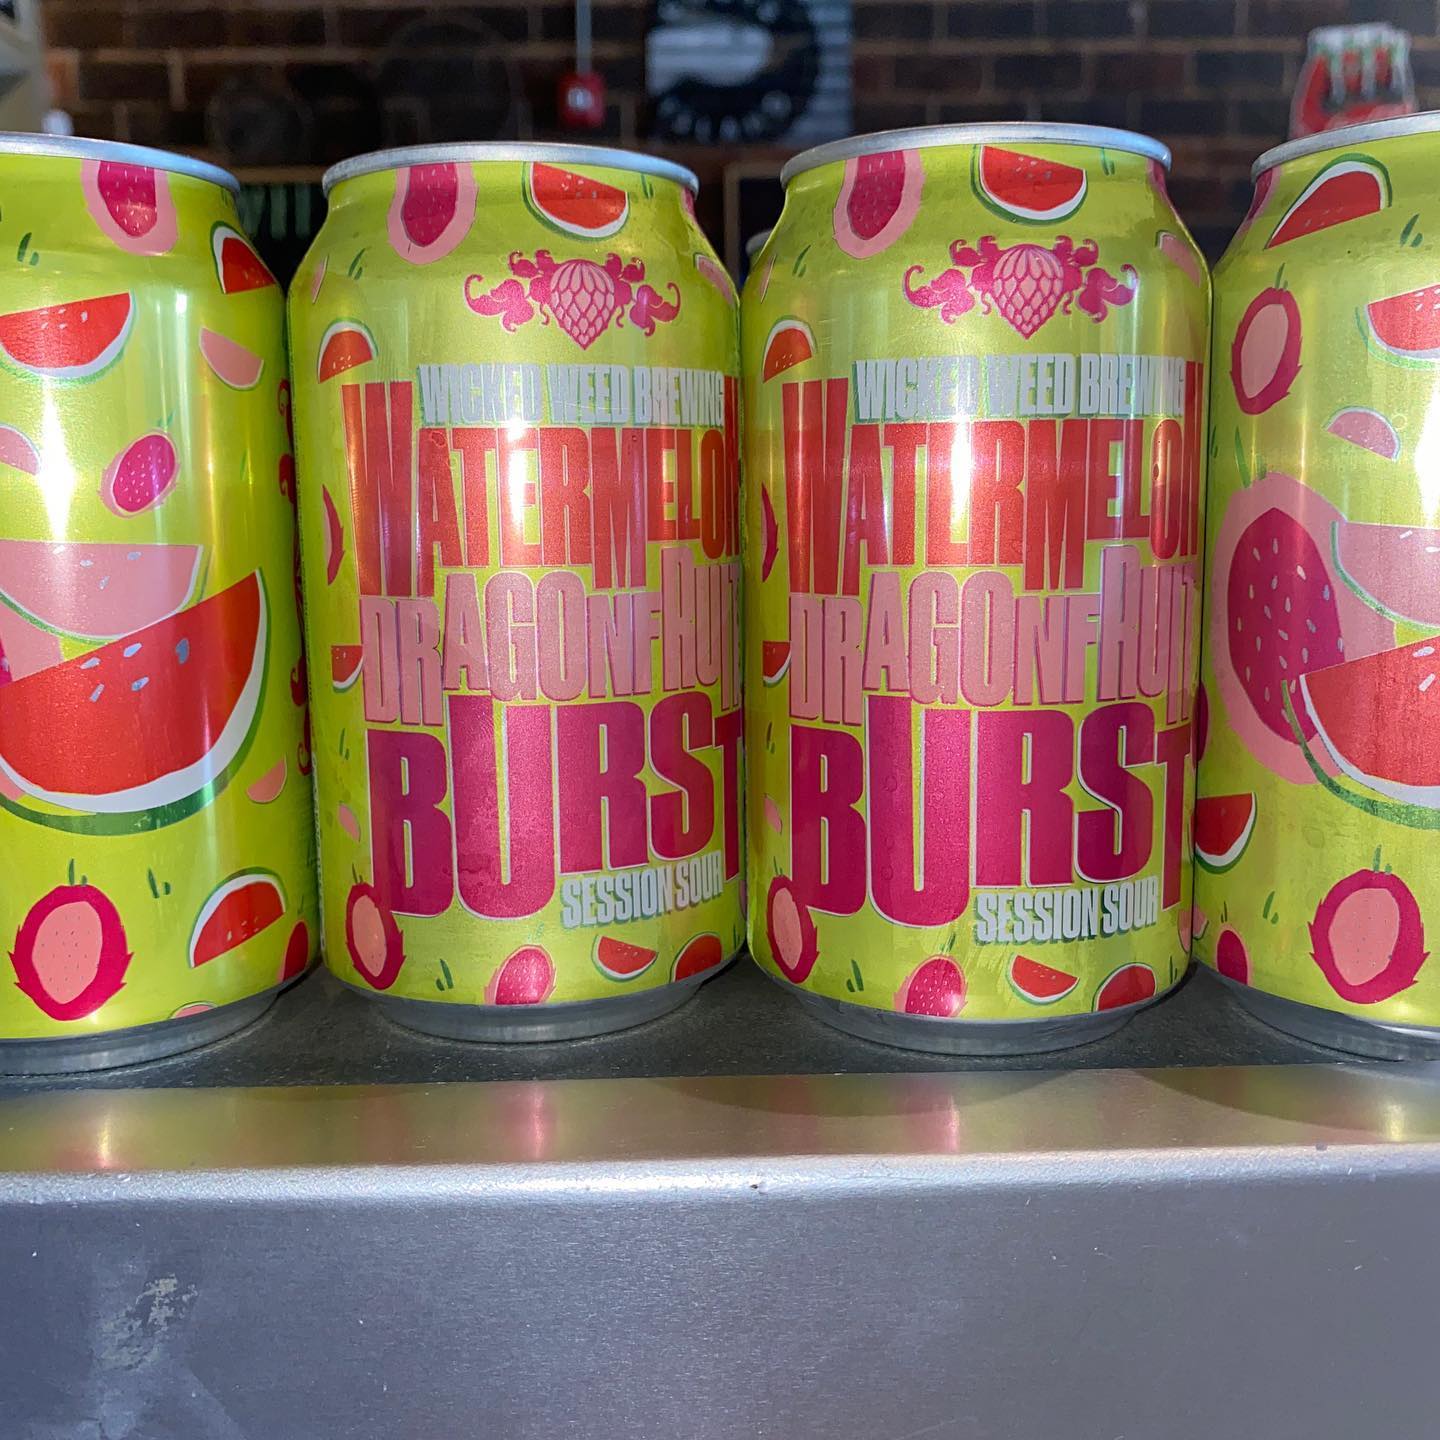 WICKED WEED BREWING
WATERMELON
DRAGONFRUIT
BURST
SESSION SOUR
WICKED WEED BREWING
WATERMELON
DRAGONFRUIT
BURST
SESSION SOUR